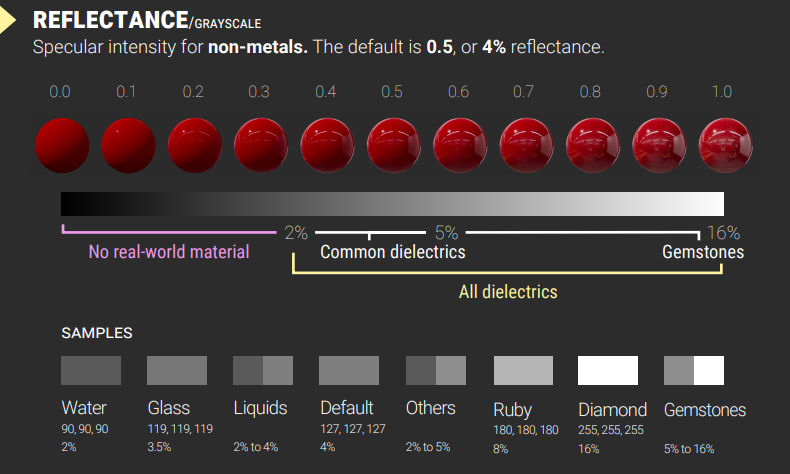 REFLECTANCE/GRAYSCALE
Specular intensity for non-metals. The default is 0.5, or 4% reflectance.
0.0 0.1 0.2 0.3 0.4 0.5 0.6 0.7 0.8 0.9 1.0
2% 5% 16%
No real-world material Common dielectrics Gemstones
All dielectrics
SAMPLES
Water Glass Liquids Default Others Ruby Diamond Gemstones
90, 90, 90 119, 119, 119 127, 127, 127 180, 180, 180 255, 255, 255
2% 3.5% 2% to 4% 4% 2% to 5% 8% 16% 5% to 16%